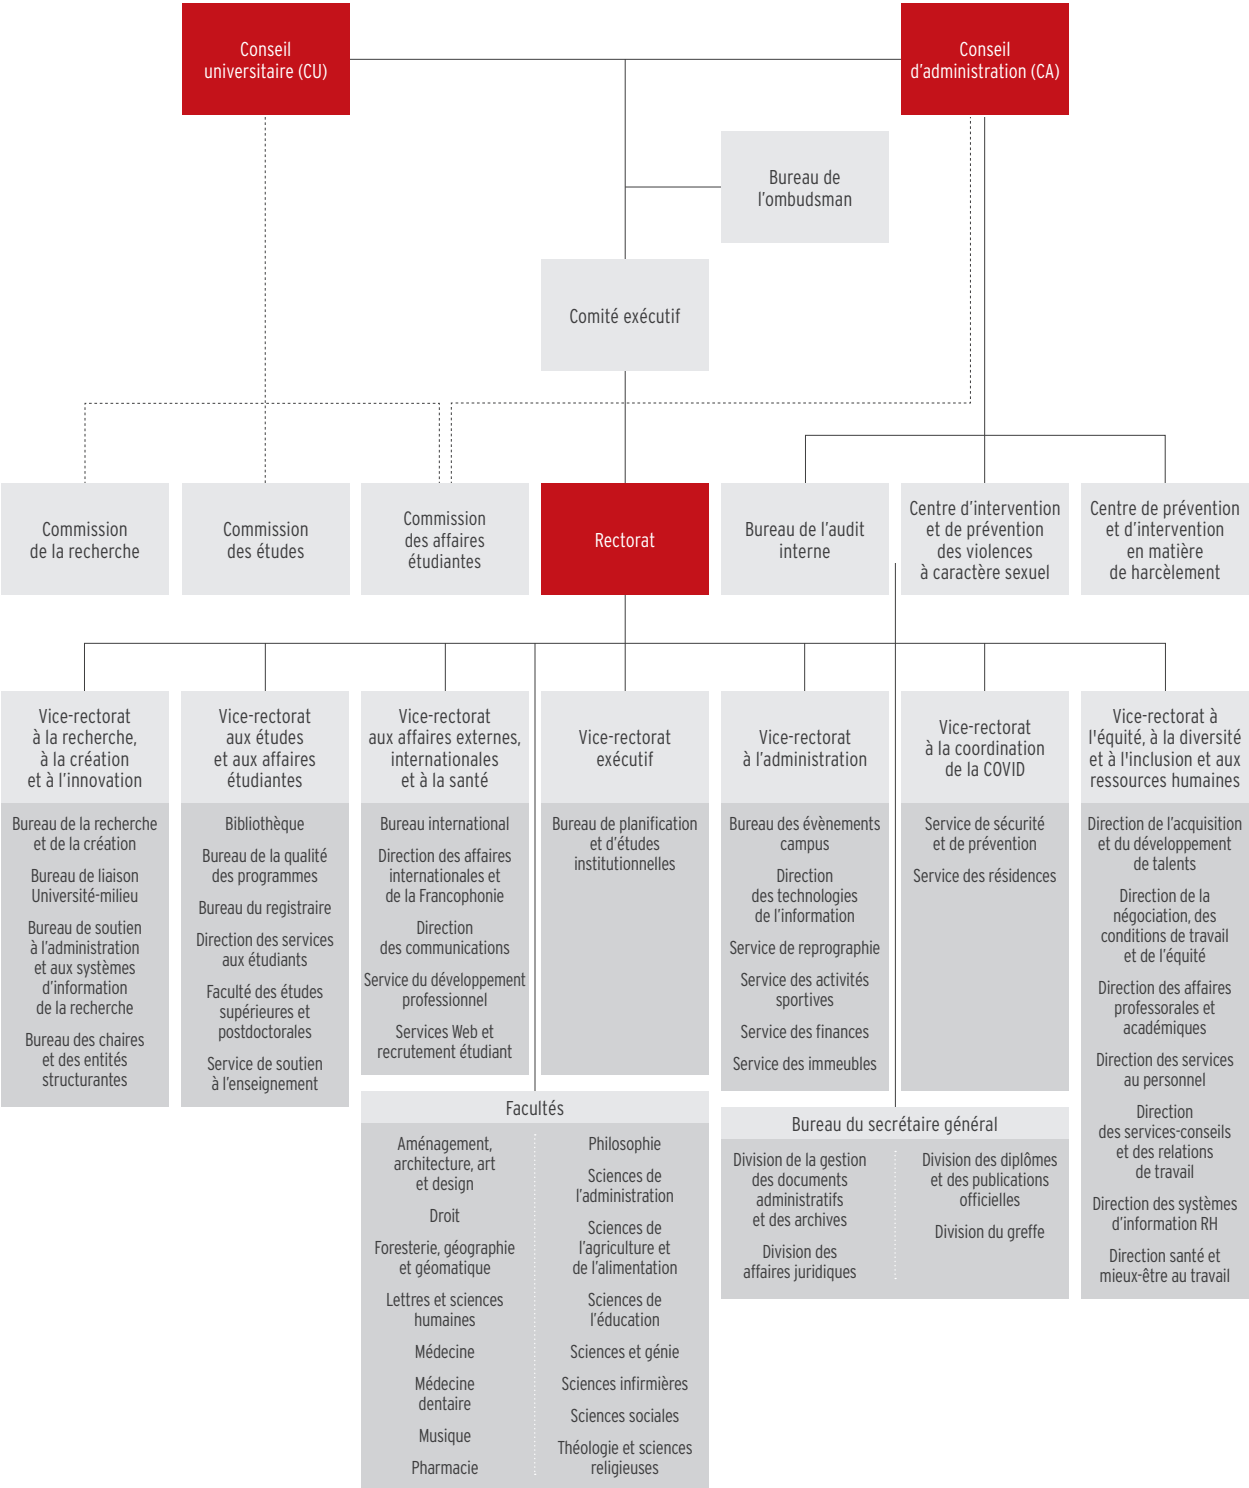 Conseil
universitaire (CU)
Conseil
d'administration (CA)
Bureau de
l'ombudsman
Comité exécutif
Commission
de la recherche
Commission
des études
Commission
des affaires
étudiantes
Rectorat
Bureau de l'audit
interne
Centre d'intervention
et de prévention
des violences
à caractère sexuel
Centre de prévention
et d'intervention
en matière
de harcèlement
Vice-rectorat
à la recherche,
à la création
et à l'innovation
Bureau de la recherche
et de la création
Bureau de liaison
Université-milieu
Bureau de soutien
à l'administration
et aux systèmes
d'information
de la recherche
Bureau des chaires
et des entités
structurantes
Vice-rectorat
aux études
et aux affaires
étudiantes
Bibliothèque
Bureau de la qualité
des programmes
Bureau du registraire
Direction des services
aux étudiants
Faculté des études
supérieures et
postdoctorales
Service de soutien
à l'enseignement
Vice-rectorat
aux affaires externes,
internationales
et à la santé
Bureau international
Direction des affaires
internationales et
de la Francophonie
Direction
des communications
Service du développement
professionnel
Services Web et
recrutement étudiant
Vice-rectorat
exécutif
Bureau de planification
et d'études
institutionnelles
Vice-rectorat
à l'administration
Bureau des évènements
campus
Direction
des technologies
de l'information
Service de reprographie
Service des activités
sportives
Service des finances
Service des immeubles
Vice-rectorat
à la coordination
de la COVID
Service de sécurité
et de prévention
Service des résidences
Vice-rectorat à
l'équité, à la diversité
et à l'inclusion et aux
ressources humaines
Direction de l'acquisition
et du développement
de talents
Direction de la
négociation, des
conditions de travail
et de l'équité
Direction des affaires
professorales et
académiques
Direction des services
au personnel
Direction
des services-conseils
et des relations
de travail
Direction des systèmes
d'information RH
Direction santé et
mieux-être au travail
Facultés
Aménagement,
architecture, art
et design
Droit
Foresterie, géographie
et géomatique
Lettres et sciences
humaines
Médecine
Médecine
dentaire
Musique
Pharmacie
Philosophie
Sciences de
l'administration
Sciences de
l'agriculture et
de l'alimentation
Sciences de
l'éducation
Sciences et génie
Sciences infirmières
Sciences sociales
Théologie et sciences
religieuses
Bureau du secrétaire général
Division de la gestion
des documents
administratifs
et des archives
Division des
affaires juridiques
Division des diplômes
et des publications
officielles
Division du greffe